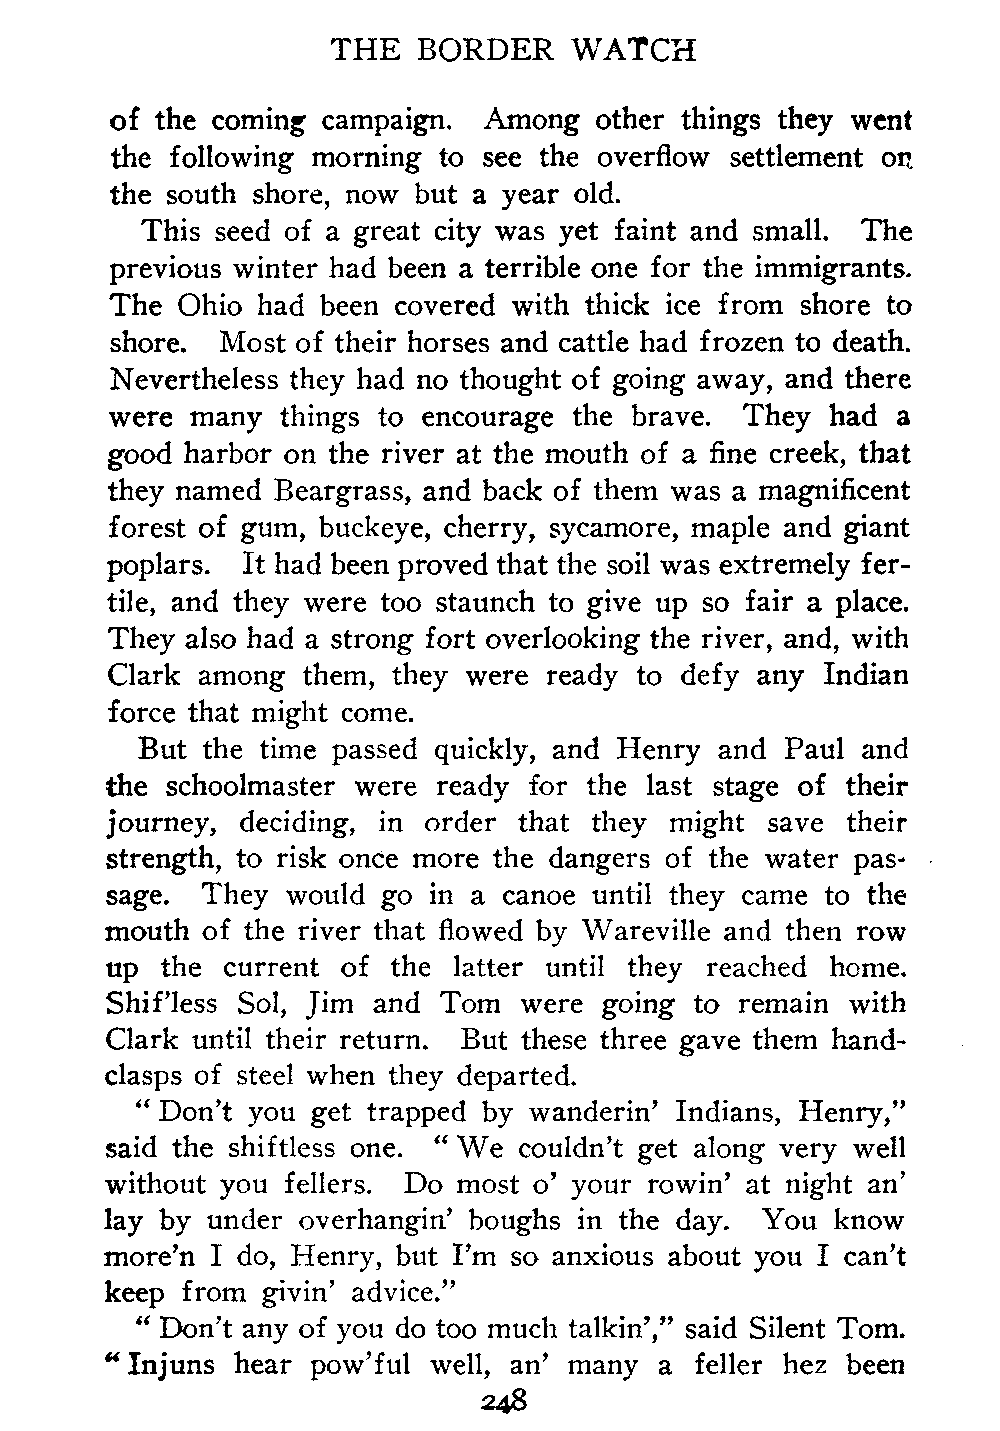 THE BORDER WATCH
of the coming campaign. Among other things they went
the following morning to see the overflow settlement on
the south shore, now but a year old.
This seed of a great city was yet faint and small. The
previous winter had been a terrible one for the immigrants.
The Ohio had been covered with thick ice from shore to
shore. Most of their horses and cattle had frozen to death.
Nevertheless they had no thought of going away, and there
were many things to encourage the brave. They had a
good harbor on the river at the mouth of a fine creek, that
they named Beargrass, and back of them was a magnificent
forest of gum, buckeye, cherry, sycamore, maple and giant
poplars. It had been proved that the soil was extremely fer-
tile, and they were too staunch to give up so fair a place.
They also had a strong fort overlooking the river, and, with
Clark among them, they were ready to defy any Indian
force that might come.
But the time passed quickly, and Henry and Paul and
the schoolmaster were ready for the last stage of their
journey, deciding, in order that they might save their
strength, to risk once more the dangers of the water pas-
sage. They would go in a canoe until they came to the
mouth of the river that flowed by Wareville and then row
up the current of the latter until they reached home.
Shif'less Sol, Jim and Tom were going to remain with
Clark until their return. But these three gave them hand-
clasps of steel when they departed.
"Don't you get trapped by wanderin' Indians, Henry,"
said the shiftless one. "We couldn't get along very well
without you fellers. Do most o' your rowin' at night an'
lay by under overhangin' boughs in the day. You know
more'n I do, Henry, but I'm so anxious about you I can't
keep from givin' advice."
"Don't any of you do too much talkin'," said Silent Tom.
"Injuns hear pow'ful well, an' many a feller hez been
248